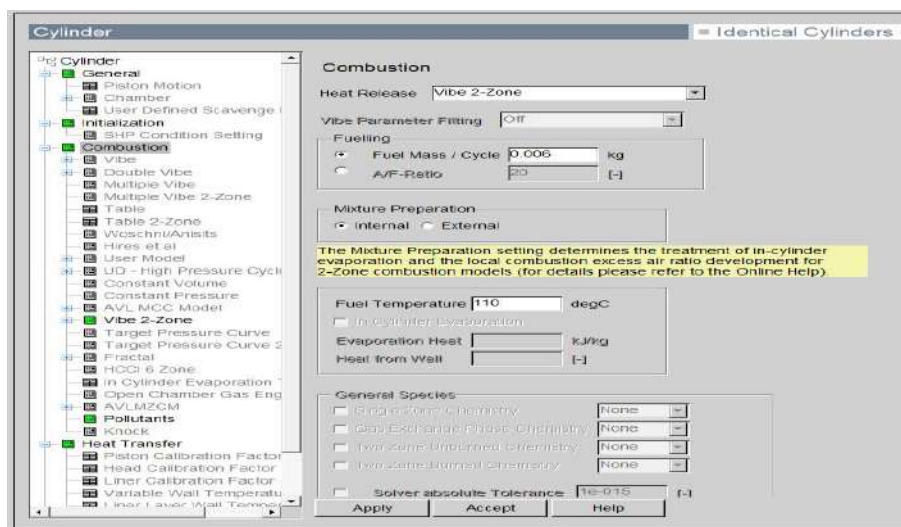 Cylinder
Identical Cylinders
Cylinder
General
Piston Motion
Chamber
User Defined Scavenge
Initialization
SHP Condition Setting
Combustion
Vibe
Double Vibe
Multiple Vibe
Multiple Vibe 2-Zone
Table
Table 2-Zone
Woschni/Anisits
Hires et al
User Model
UD - High Pressure Cycl
Constant Volume
Constant Pressure
AVL MCC Model
Vibe 2-Zone
Target Pressure Curve
Target Pressure Curve 2
Fractal
HCCI 6 Zone
In Cylinder Evaporation T
Open Chamber Gas Eng
AVLMZCM
Pollutants
Knock
Heat Transfer
Piston Calibration Factor
Head Calibration Factor
Liner Calibration Factor
Variable Wall Temperatu
Liner Layer Wall Temper
Combustion
Heat Release Vibe 2-Zone
Vibe Parameter Fitting Off
Fuelling
Fuel Mass / Cycle 0.006 kg
A/F-Ratio 20 [-]
Mixture Preparation
Internal External
The Mixture Preparation setting determines the treatment of in-cylinder
evaporation and the local combustion excess air ratio development for
2-Zone combustion models (for details please refer to the Online Help).
Fuel Temperature 110 degC
In Cylinder Evaporation
Evaporation Heat kJ/kg
Heat from Wall [-]
General Species
Single Zone Chemistry None
Gas Exchange Phase Chemistry None
Two Zone Unburned Chemistry None
Two Zone Burned Chemistry None
Solver absolute Tolerance 1e-015 [-]
Apply Accept Help